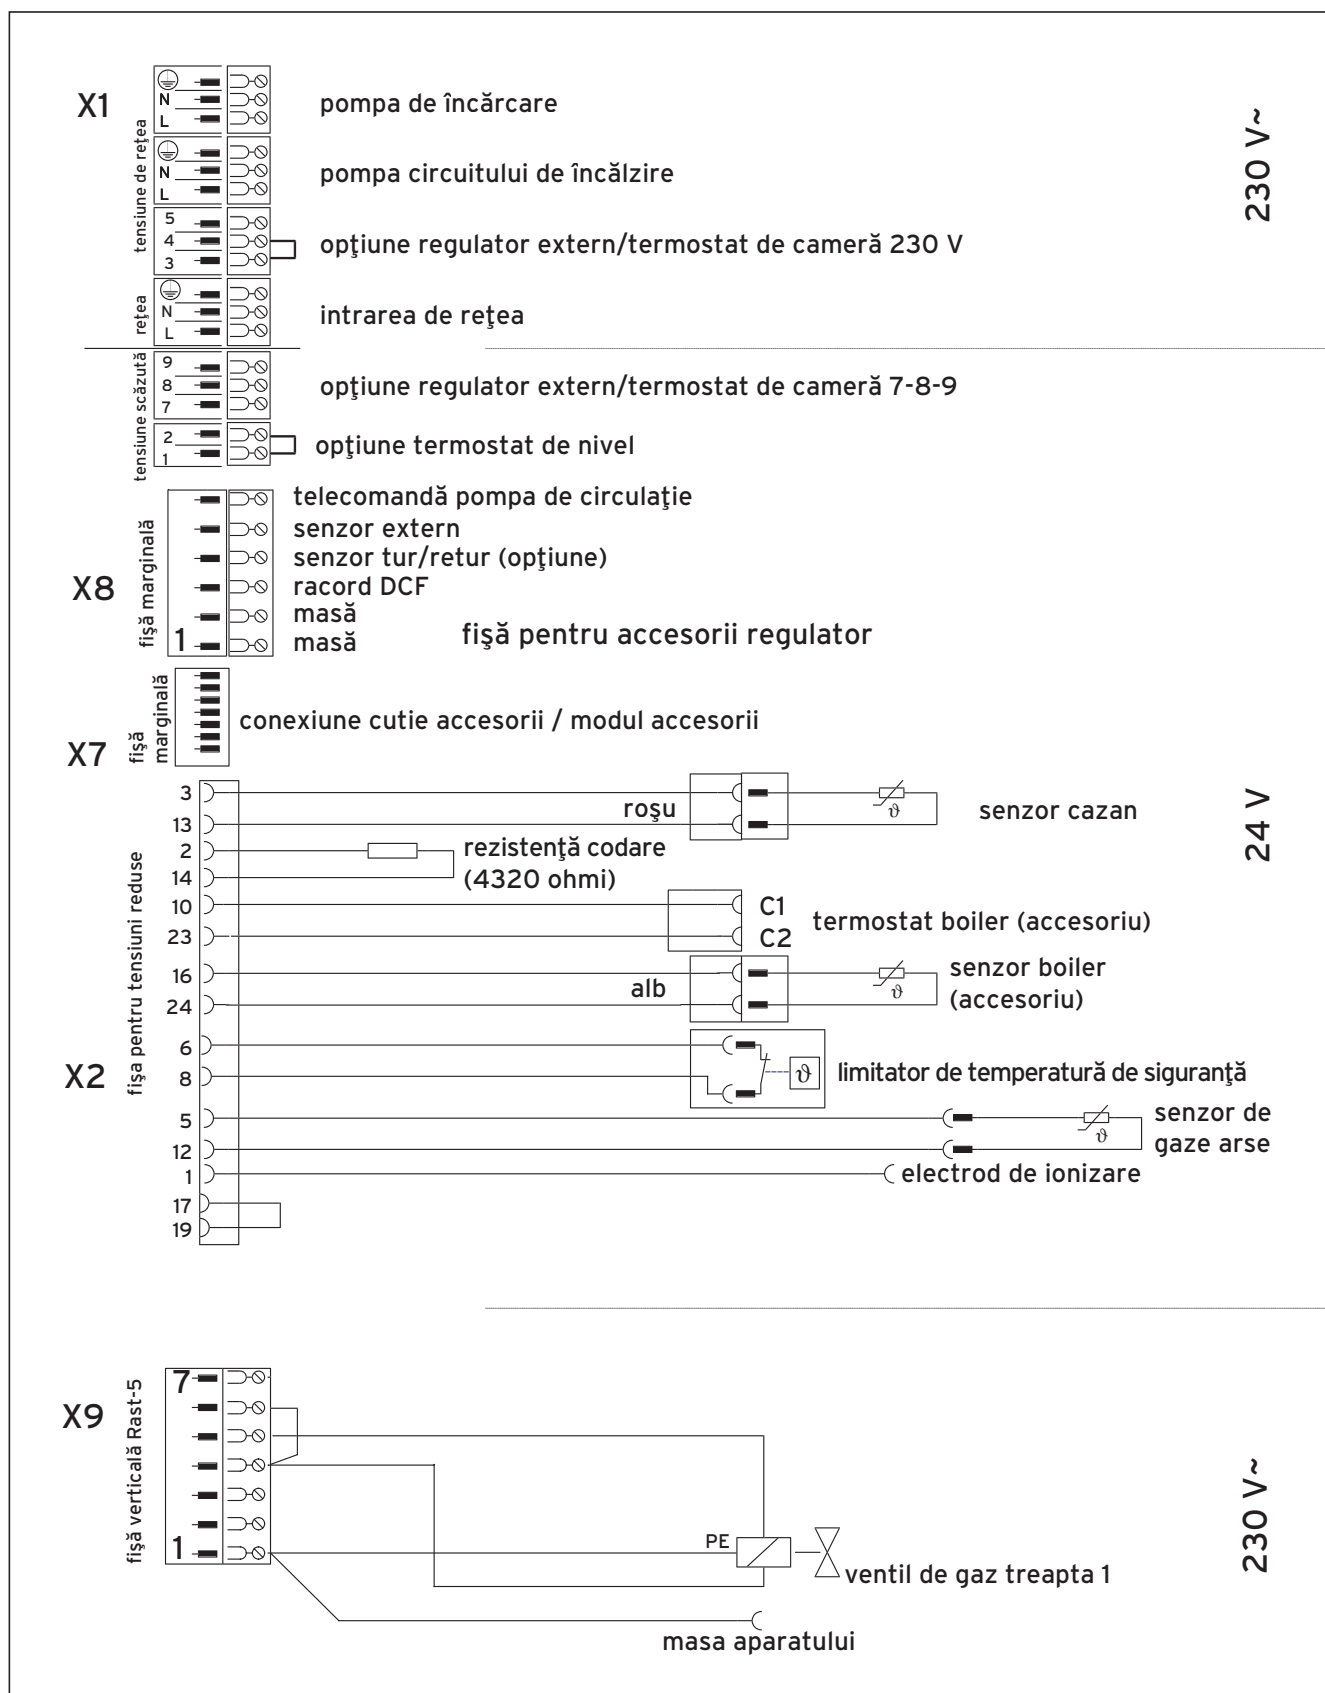 X1
tensiune de reţea
N
L
pompa de încărcare
N
L
pompa circuitului de încălzire
5
4
3
opţiune regulator extern/termostat de cameră 230 V
230 V~
reţea
N
L
intrarea de reţea
tensiune scăzută
9
8
7
opţiune regulator extern/termostat de cameră 7-8-9
2
1
opţiune termostat de nivel
X8
fişă marginală
1
telecomandă pompa de circulaţie
senzor extern
senzor tur/retur (opţiune)
racord DCF
masă
masă
fişă pentru accesorii regulator
X7
fişă
marginală
conexiune cutie accesorii / modul accesorii
24 V
X2
fişa pentru tensiuni reduse
3
13
roşu
ϑ
senzor cazan
2
14
rezistenţă codare
(4320 ohmi)
10
23
C1
C2
termostat boiler (accesoriu)
16
24
alb
ϑ
senzor boiler
(accesoriu)
6
8
ϑ
limitator de temperatură de siguranţă
5
12
ϑ
senzor de
gaze arse
1
electrod de ionizare
17
19
X9
fişă verticală Rast-5
7
1
PE
ventil de gaz treapta 1
masa aparatului
230 V~